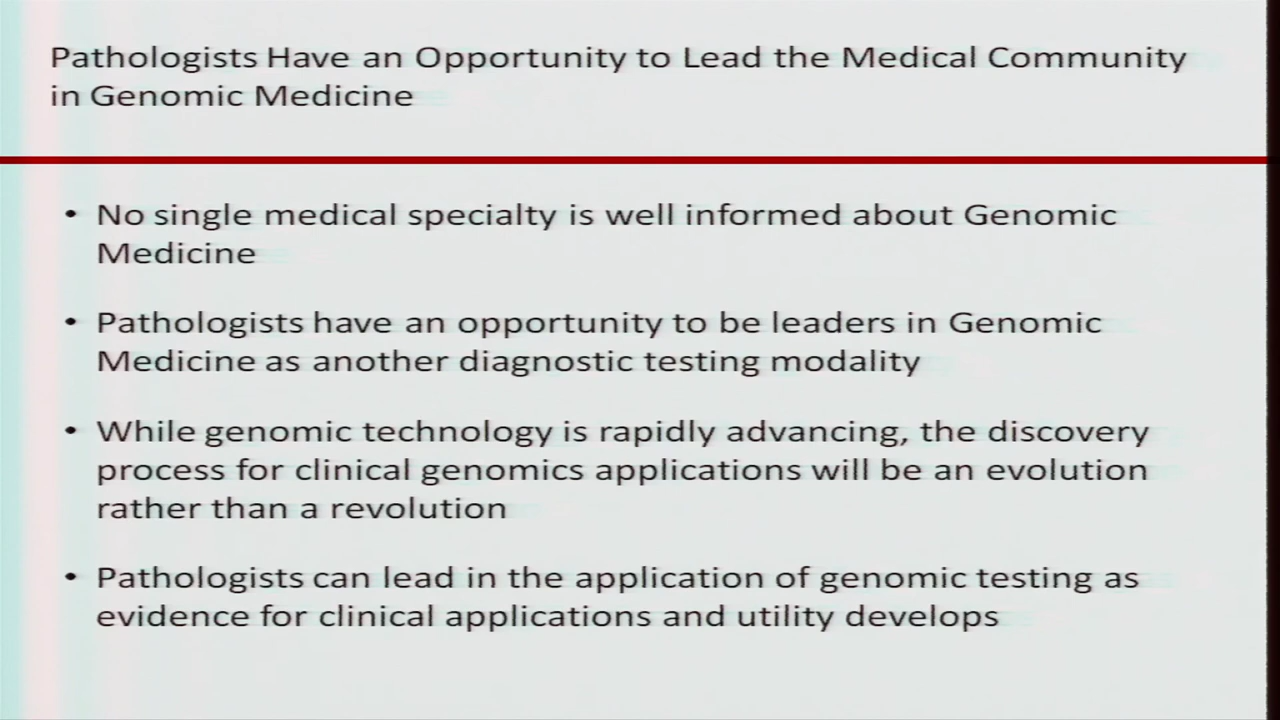 Pathologists Have an Opportunity to Lead the Medical Community
in Genomic Medicine
• No single medical specialty is well informed about Genomic
Medicine
• Pathologists have an opportunity to be leaders in Genomic
Medicine as another diagnostic testing modality
• While genomic technology is rapidly advancing, the discovery
process for clinical genomics applications will be an evolution
rather than a revolution
• Pathologists can lead in the application of genomic testing as
evidence for clinical applications and utility develops